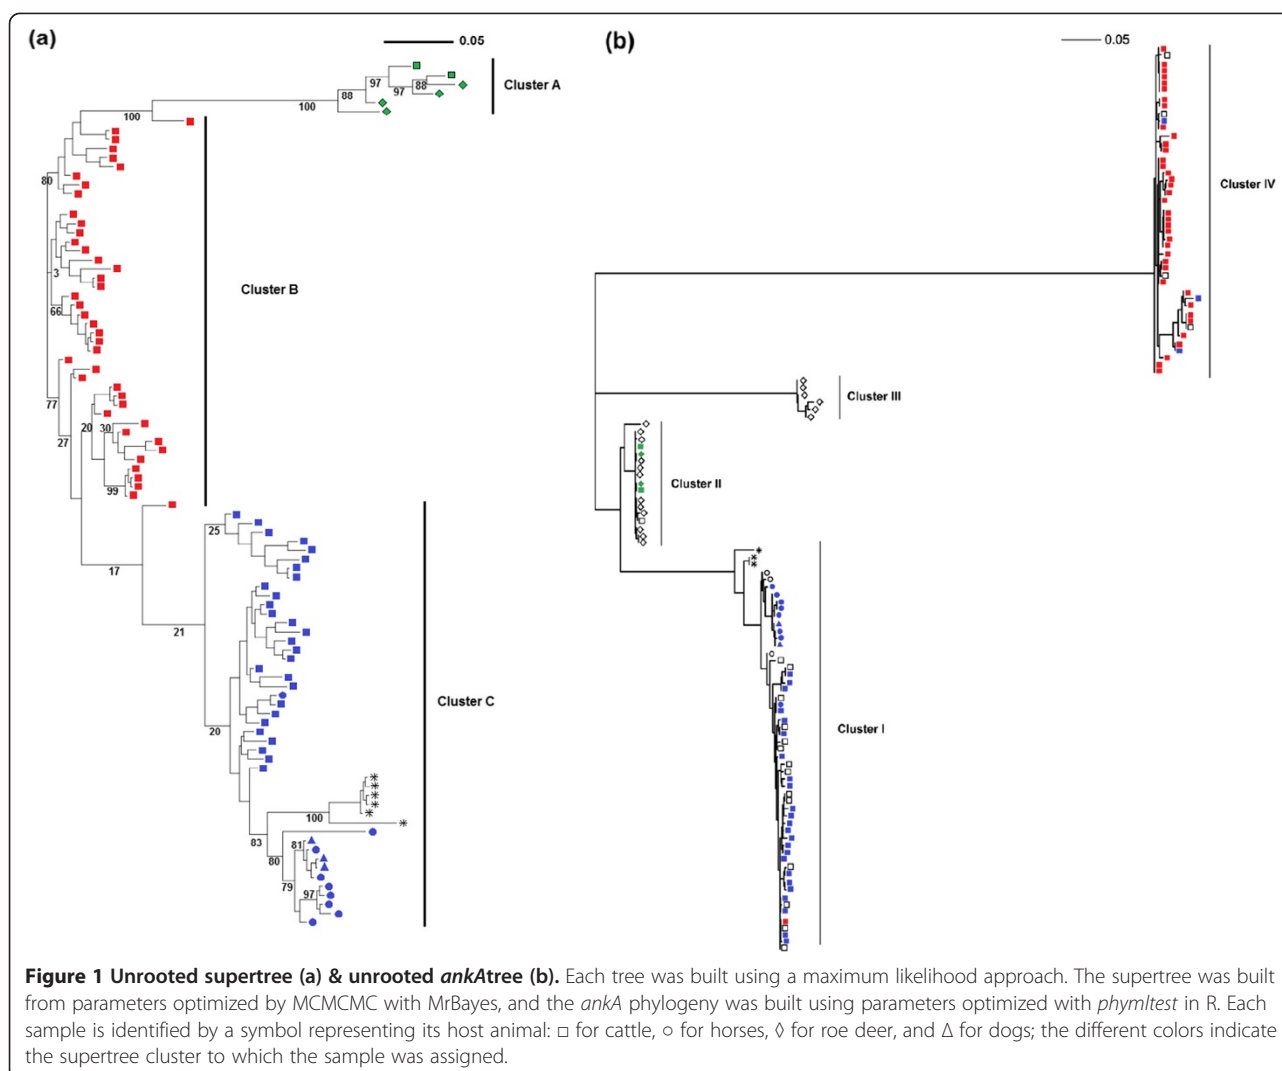 (a)
0.05
97
88
88
97
100
Cluster A
100
80
3
66
Cluster B
77
27
20
30
99
17
25
21
20
Cluster C
100
83
81
80
79
97
(b)
0.05
Cluster IV
Cluster III
Cluster II
Cluster I
Figure 1 Unrooted supertree (a) & unrooted ankAtree (b). Each tree was built using a maximum likelihood approach. The supertree was built
from parameters optimized by MCMCMC with MrBayes, and the ankA phylogeny was built using parameters optimized with phymltest in R. Each
sample is identified by a symbol representing its host animal: □ for cattle, ○ for horses, ◊ for roe deer, and Δ for dogs; the different colors indicate
the supertree cluster to which the sample was assigned.